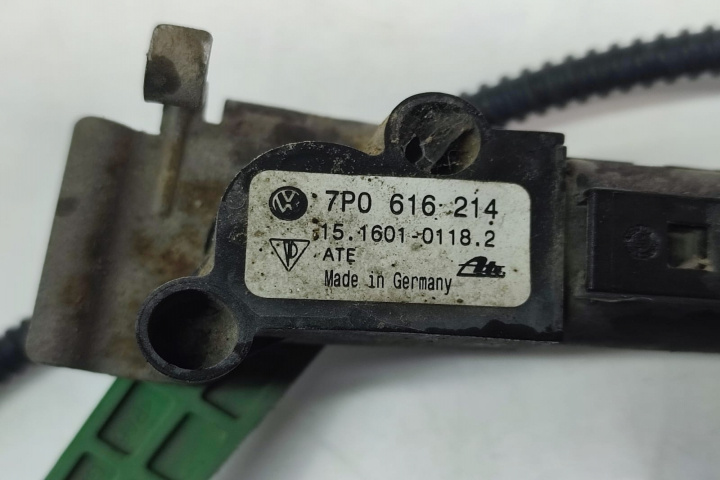 7P0 616 214
15.1601-0118.2
ATE
Ate
Made in Germany